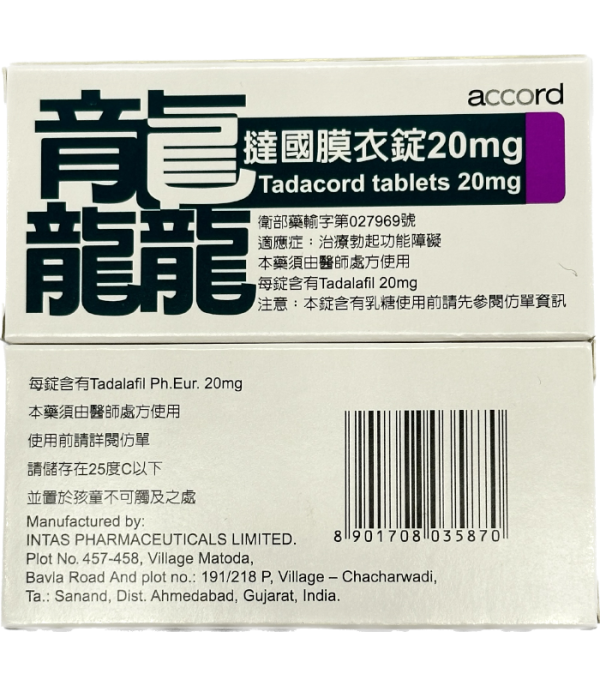 accord
龘
撻國膜衣錠20mg
Tadacord tablets 20mg
衛部藥輸字第027969號
適應症：治療勃起功能障礙
本藥須由醫師處方使用
每錠含有Tadalafil 20mg
注意：本錠含有乳糖使用前請先參閱仿單資訊
每錠含有Tadalafil Ph.Eur. 20mg
本藥須由醫師處方使用
使用前請詳閱仿單
請儲存在25度C以下
並置於孩童不可觸及之處
Manufactured by:
INTAS PHARMACEUTICALS LIMITED.
Plot No. 457-458, Village Matoda,
Bavla Road And plot no.: 191/218 P, Village – Chacharwadi,
Ta.: Sanand, Dist. Ahmedabad, Gujarat, India.
8 901708 035870